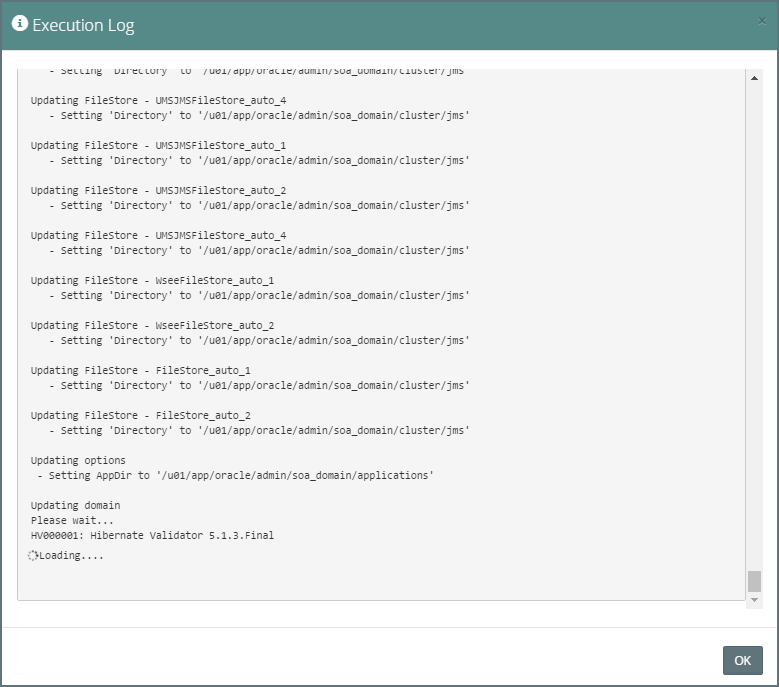 Execution Log
×
- Setting 'Directory' to '/u01/app/oracle/admin/soa_domain/cluster/jms'
Updating FileStore - UMSJMSFileStore_auto_4
- Setting 'Directory' to '/u01/app/oracle/admin/soa_domain/cluster/jms'
Updating FileStore - UMSJMSFileStore_auto_1
- Setting 'Directory' to '/u01/app/oracle/admin/soa_domain/cluster/jms'
Updating FileStore - UMSJMSFileStore_auto_2
- Setting 'Directory' to '/u01/app/oracle/admin/soa_domain/cluster/jms'
Updating FileStore - UMSJMSFileStore_auto_4
- Setting 'Directory' to '/u01/app/oracle/admin/soa_domain/cluster/jms'
Updating FileStore - WseeFileStore_auto_1
- Setting 'Directory' to '/u01/app/oracle/admin/soa_domain/cluster/jms'
Updating FileStore - WseeFileStore_auto_2
- Setting 'Directory' to '/u01/app/oracle/admin/soa_domain/cluster/jms'
Updating FileStore - FileStore_auto_1
- Setting 'Directory' to '/u01/app/oracle/admin/soa_domain/cluster/jms'
Updating FileStore - FileStore_auto_2
- Setting 'Directory' to '/u01/app/oracle/admin/soa_domain/cluster/jms'
Updating options
- Setting AppDir to '/u01/app/oracle/admin/soa_domain/applications'
Updating domain
Please wait...
HV000001: Hibernate Validator 5.1.3.Final
Loading....
OK